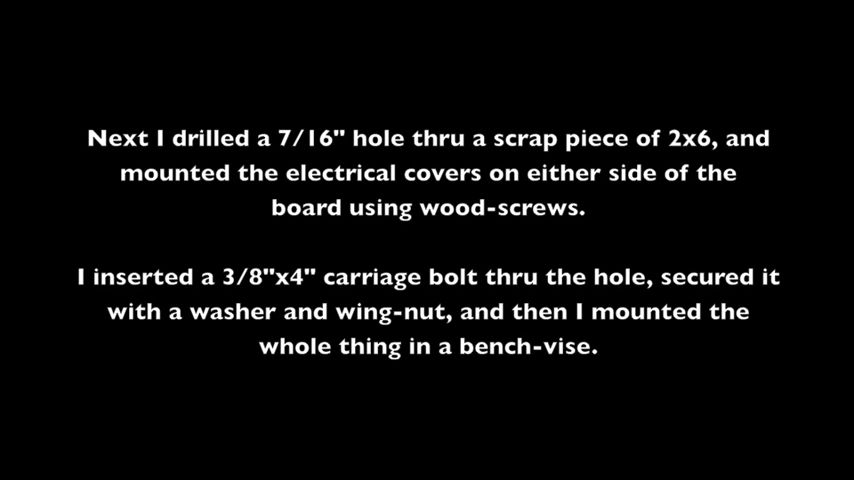 Next I drilled a 7/16" hole thru a scrap piece of 2x6, and
mounted the electrical covers on either side of the
board using wood-screws.
I inserted a 3/8"x4" carriage bolt thru the hole, secured it
with a washer and wing-nut, and then I mounted the
whole thing in a bench-vise.